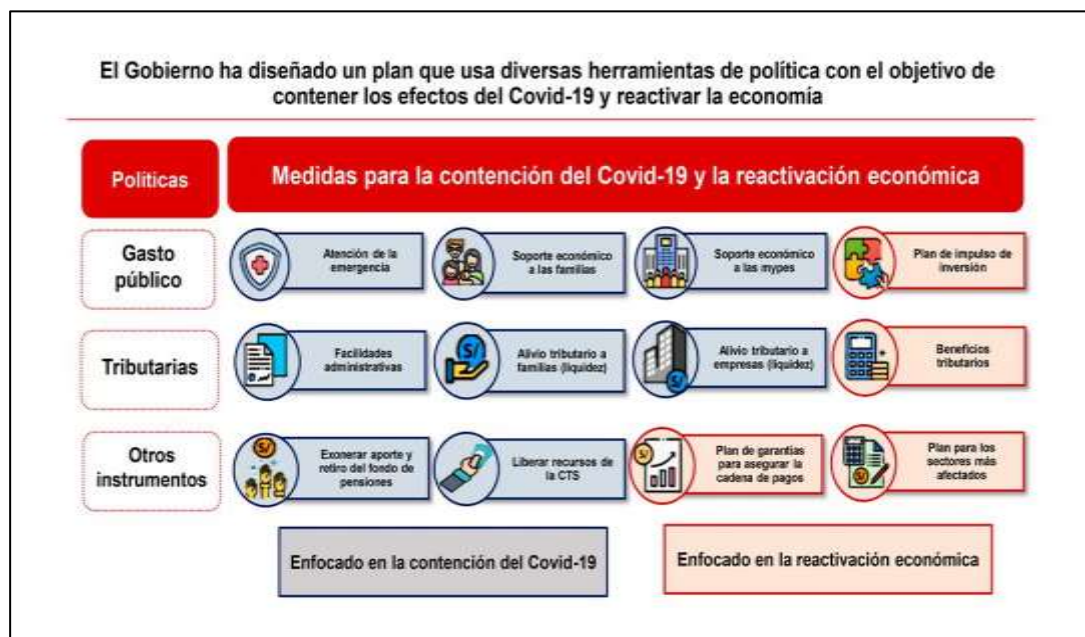 El Gobierno ha diseñado un plan que usa diversas herramientas de política con el objetivo de
contener los efectos del Covid-19 y reactivar la economía
Políticas
Medidas para la contención del Covid-19 y la reactivación económica
Gasto
público
Atención de la
emergencia
Soporte económico
a las familias
Soporte económico
a las mypes
Plan de impulso de
inversión
Tributarias
Facilidades
administrativas
Alivio tributario a
familias (liquidez)
Alivio tributario a
empresas (liquidez)
Beneficios
tributarios
Otros
instrumentos
Exonerar aporte y
retiro del fondo de
pensiones
Liberar recursos de
la CTS
Plan de garantías
para asegurar la
cadena de pagos
Plan para los
sectores más
afectados
Enfocado en la contención del Covid-19
Enfocado en la reactivación económica